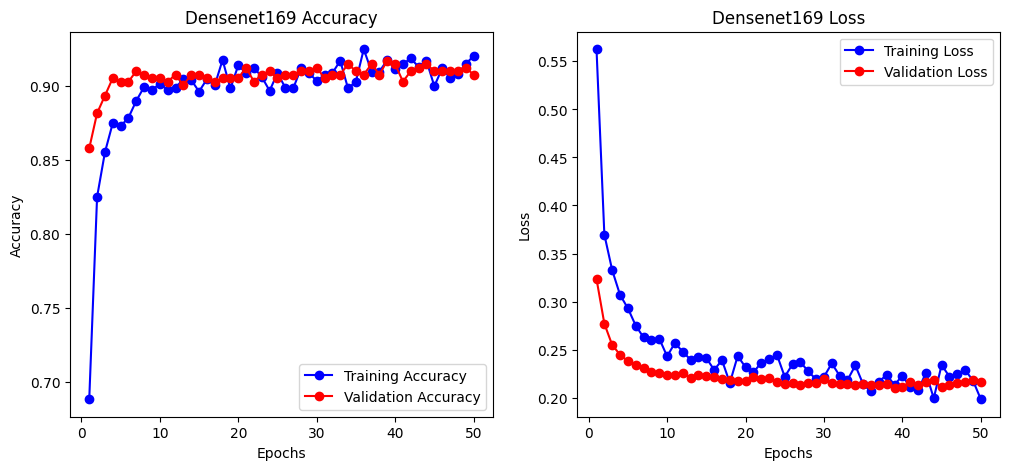 Densenet169 Accuracy
Accuracy
0.90
0.85
0.80
0.75
0.70
Training Accuracy
Validation Accuracy
0 10 20 30 40 50
Epochs
Densenet169 Loss
Loss
0.55
0.50
0.45
0.40
0.35
0.30
0.25
0.20
Training Loss
Validation Loss
0 10 20 30 40 50
Epochs